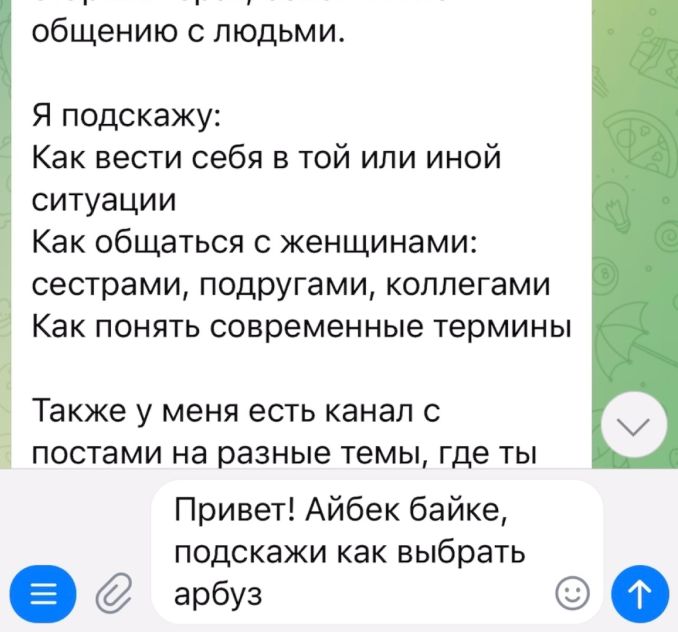 общению с людьми.
Я подскажу:
Как вести себя в той или иной
ситуации
Как общаться с женщинами:
сестрами, подругами, коллегами
Как понять современные термины
Также у меня есть канал с
постами на разные темы, где ты
Привет! Айбек байке,
подскажи как выбрать
арбуз